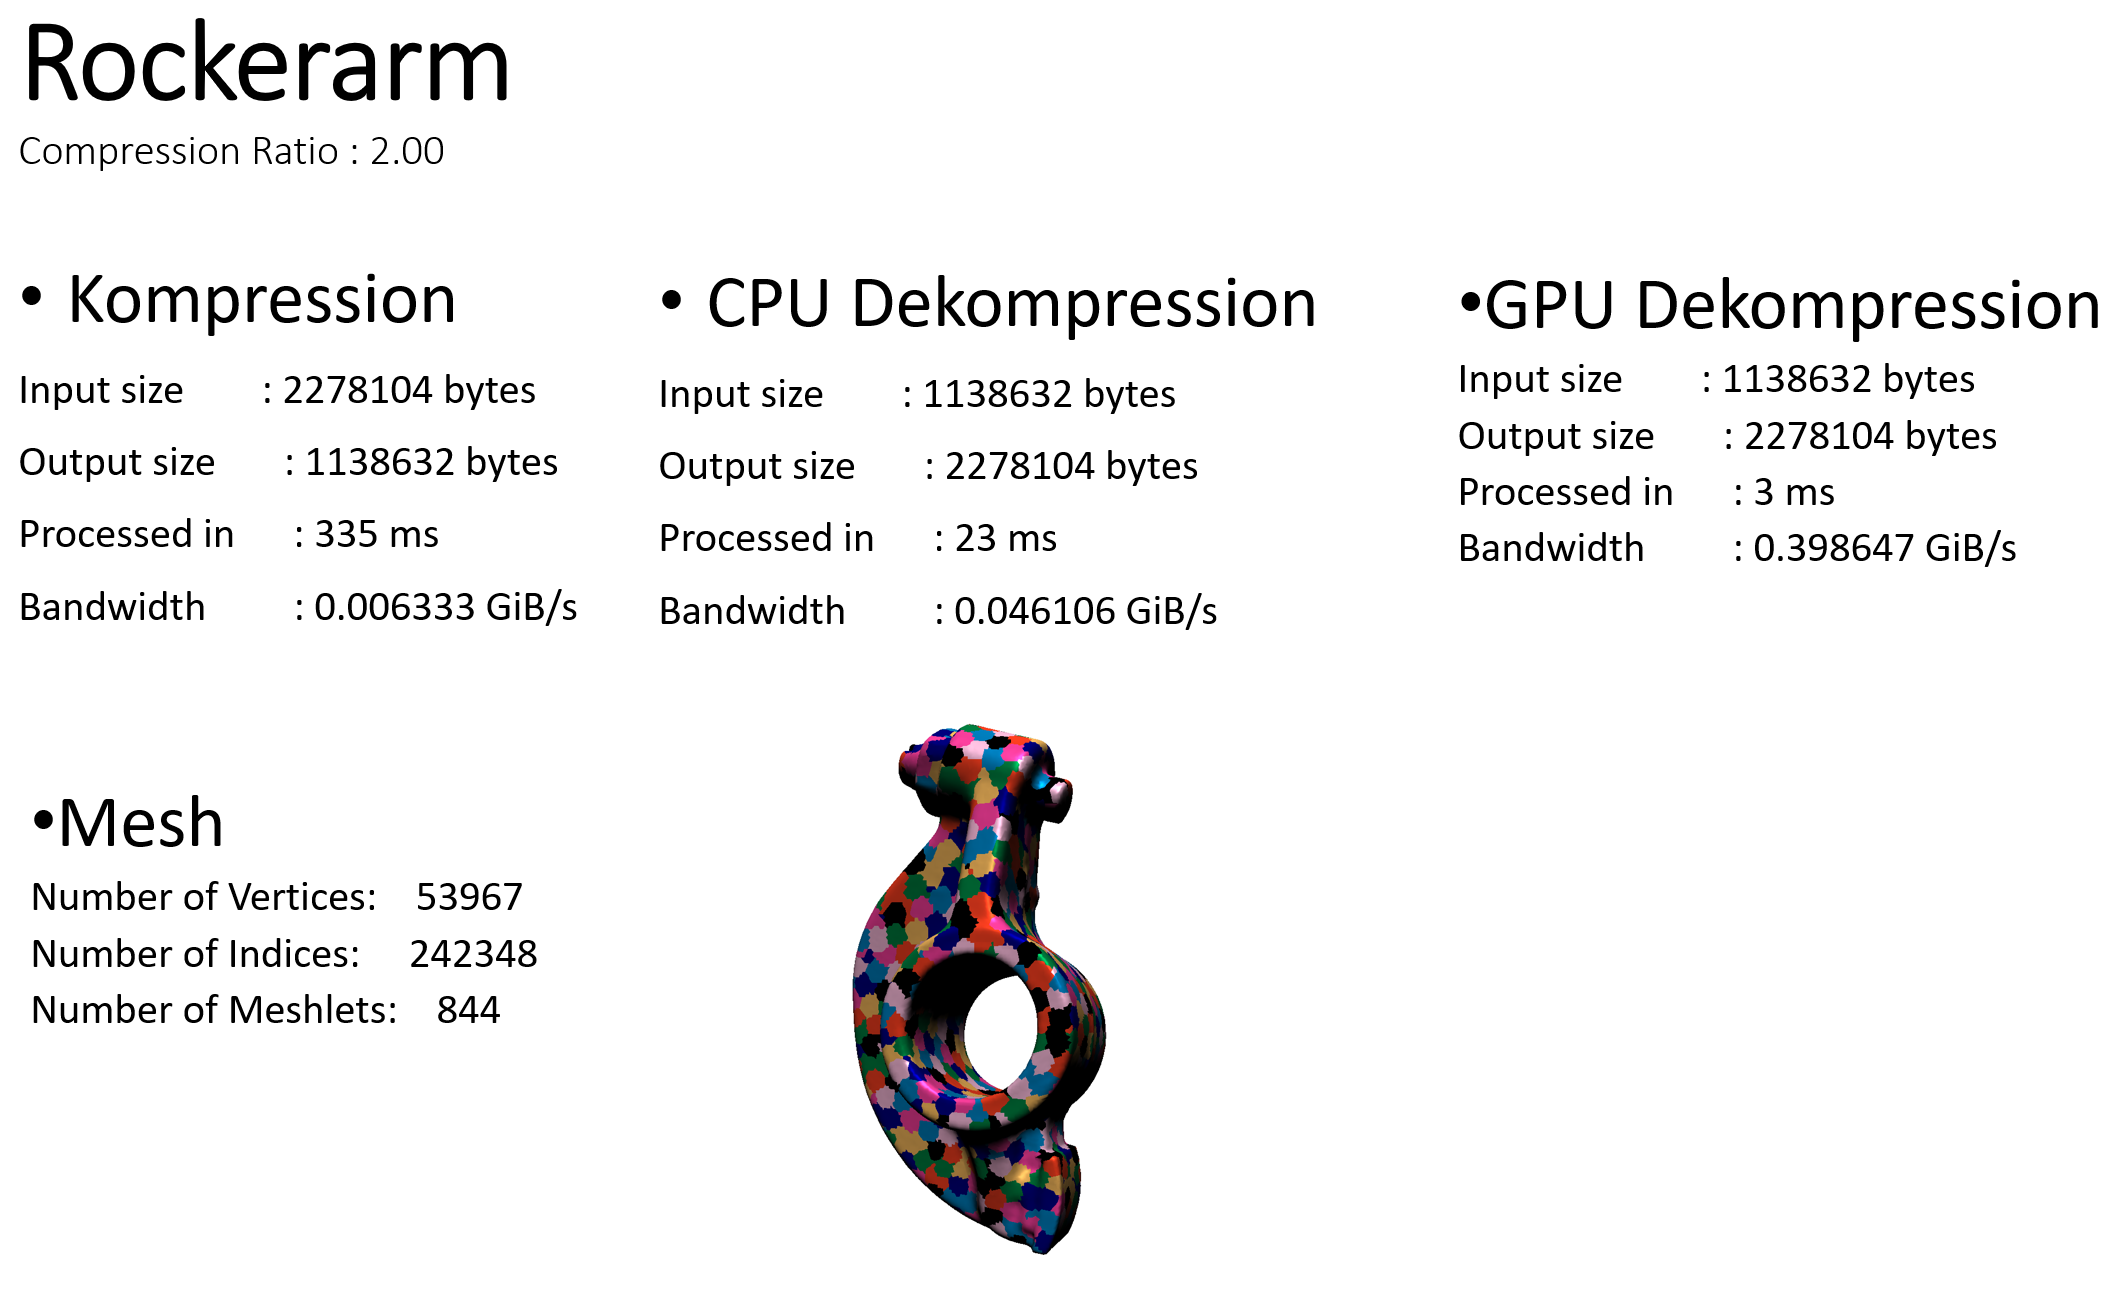 Rockerarm
Compression Ratio : 2.00
• Kompression
Input size : 2278104 bytes
Output size : 1138632 bytes
Processed in : 335 ms
Bandwidth : 0.006333 GiB/s
• CPU Dekompression
Input size : 1138632 bytes
Output size : 2278104 bytes
Processed in : 23 ms
Bandwidth : 0.046106 GiB/s
•GPU Dekompression
Input size : 1138632 bytes
Output size : 2278104 bytes
Processed in : 3 ms
Bandwidth : 0.398647 GiB/s
•Mesh
Number of Vertices: 53967
Number of Indices: 242348
Number of Meshlets: 844